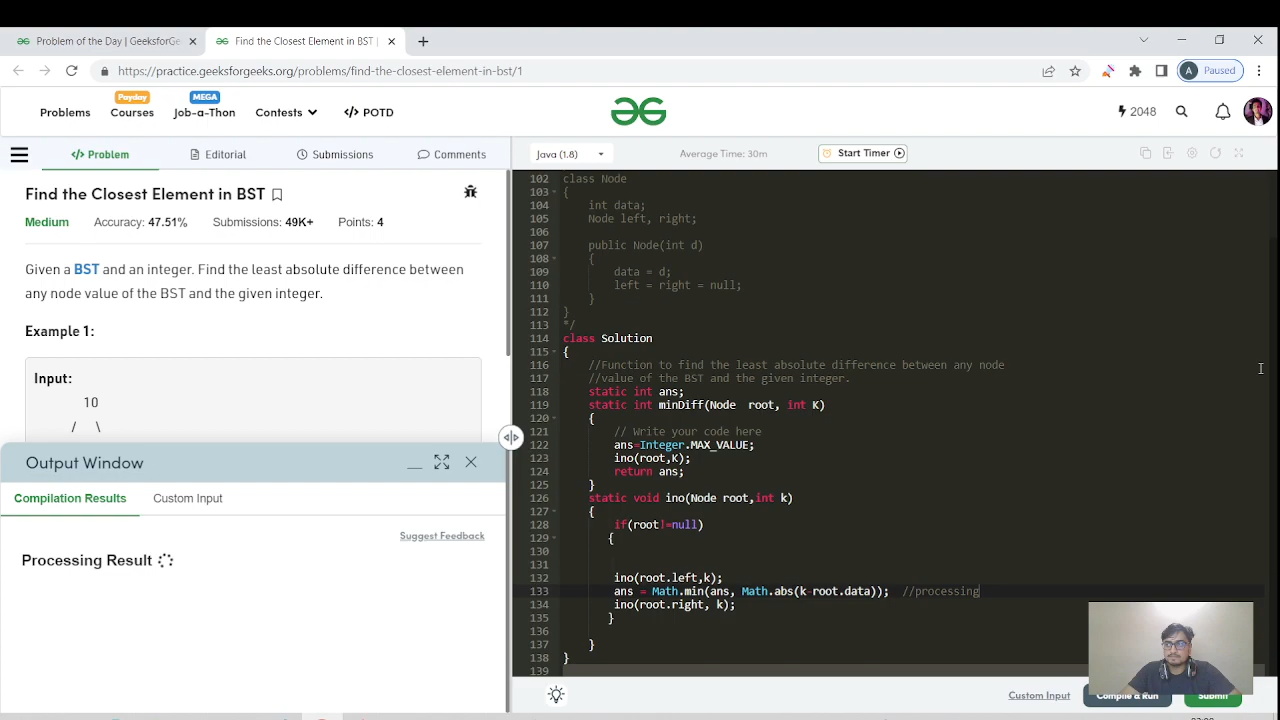 Problem of the Day | GeeksforGe
Find the Closest Element in BST |
https://practice.geeksforgeeks.org/problems/find-the-closest-element-in-bst/1
A Paused
Payday
MEGA
Problems Courses Job-a-Thon Contests </> POTD
2048
</> Problem Editorial Submissions Comments
Java (1.8) Average Time: 30m Start Timer
Find the Closest Element in BST
Medium Accuracy: 47.51% Submissions: 49K+ Points: 4
Given a BST and an integer. Find the least absolute difference between
any node value of the BST and the given integer.
Example 1:
Input:
10
/ \
Output Window
Compilation Results Custom Input
Suggest Feedback
Processing Result
102 class Node
103 {
104 int data;
105 Node left, right;
106
107 public Node(int d)
108 {
109 data = d;
110 left = right = null;
111 }
112 }
113 */
114 class Solution
115 {
116 //Function to find the least absolute difference between any node
117 //value of the BST and the given integer.
118 static int ans;
119 static int minDiff(Node  root, int K)
120 {
121 // Write your code here
122 ans=Integer.MAX_VALUE;
123 ino(root,K);
124 return ans;
125 }
126 static void ino(Node root,int k)
127 {
128 if(root!=null)
129 {
130
131
132 ino(root.left,k);
133 ans = Math.min(ans, Math.abs(k-root.data));  //processing
134 ino(root.right, k);
135 }
136
137 }
138 }
139
Custom Input Compile & Run Submit